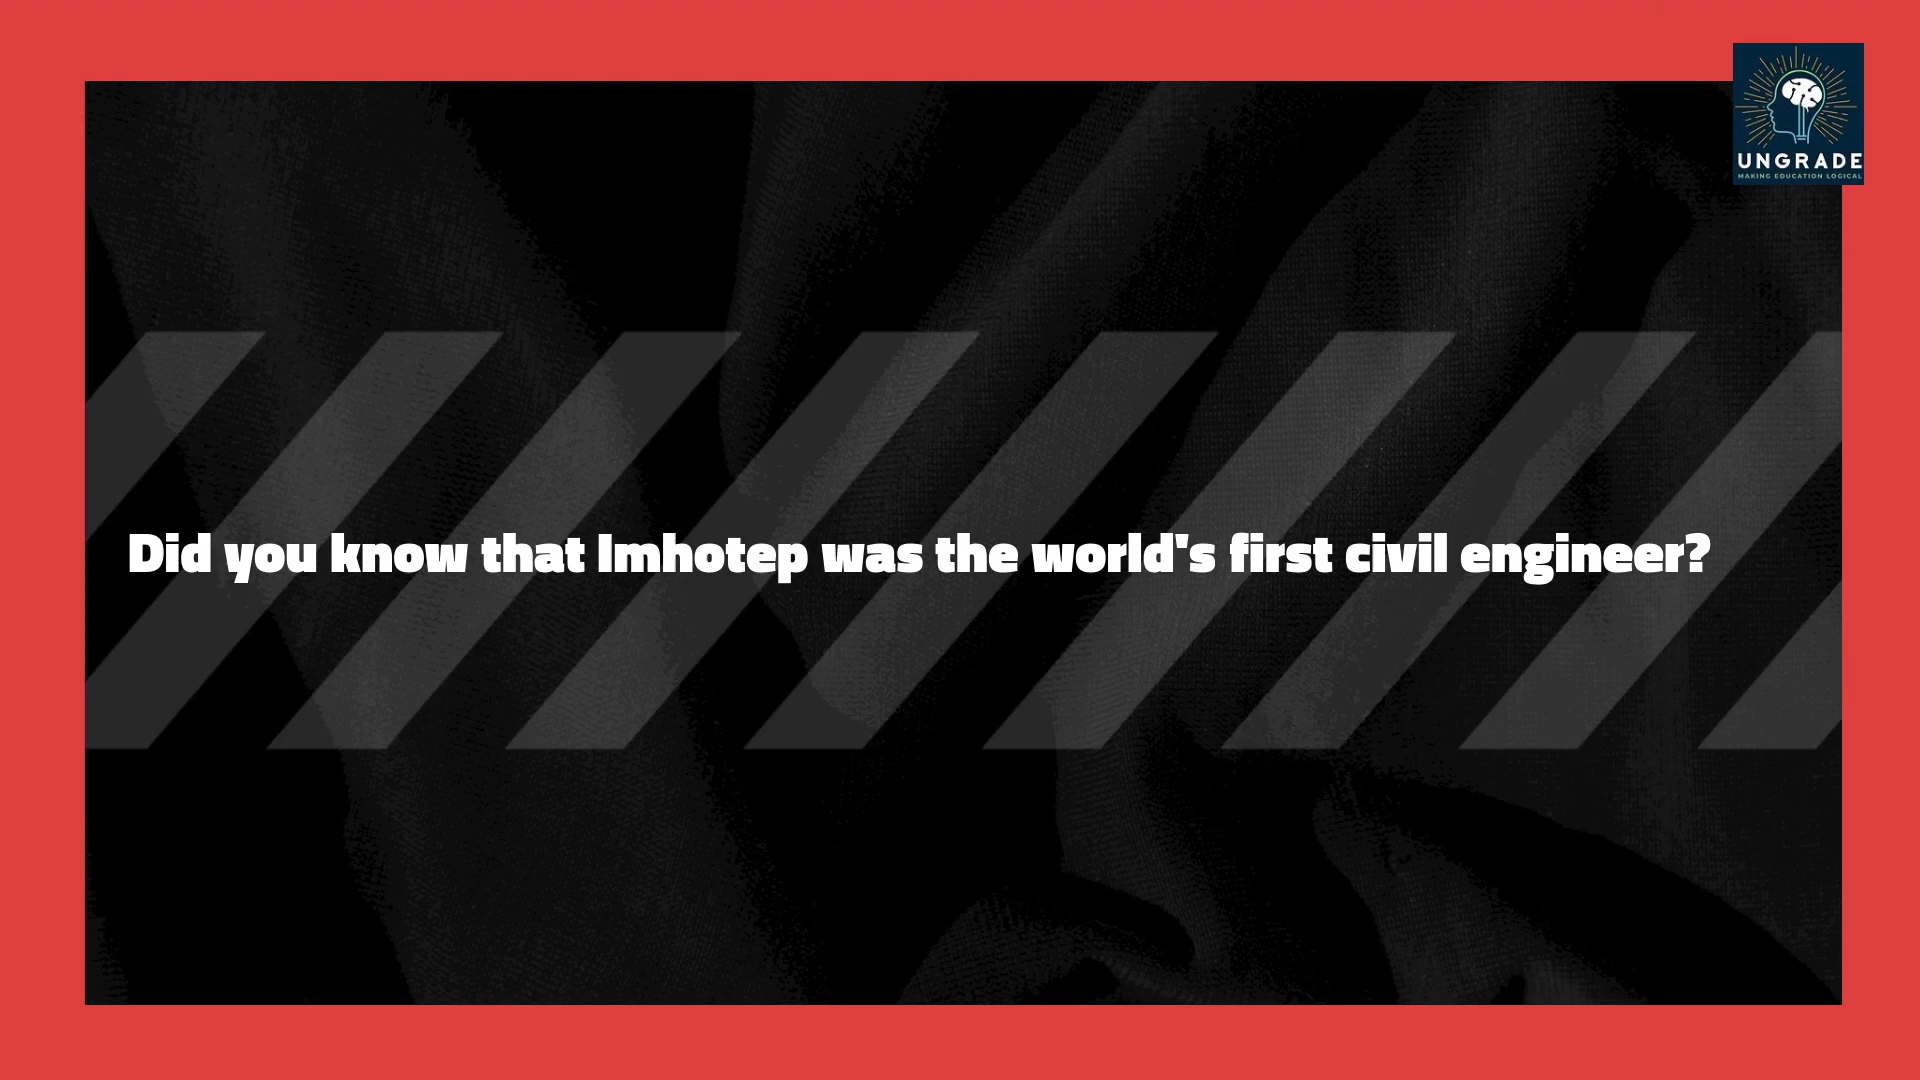 UNGRADE
MAKING EDUCATION LOGICAL
Did you know that Imhotep was the world's first civil engineer?